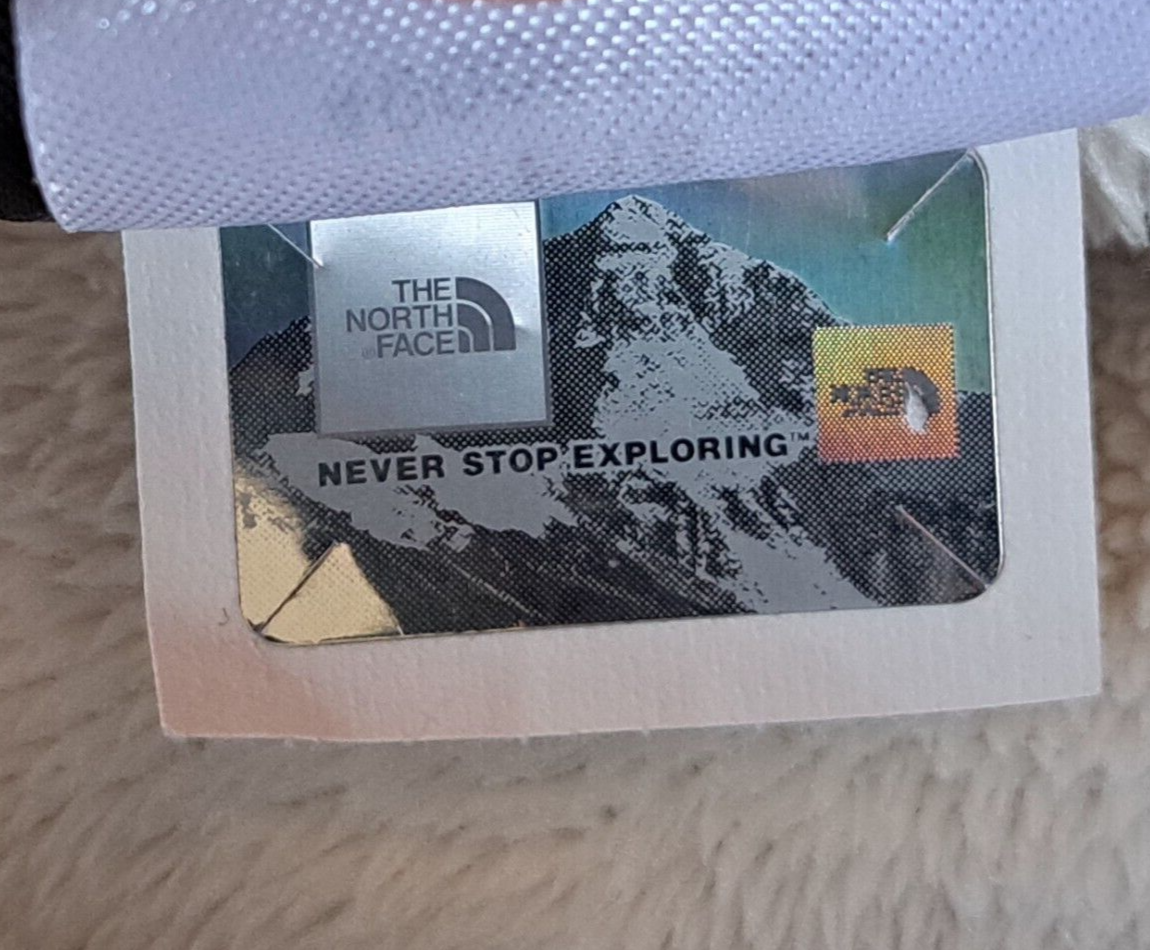 THE
NORTH
®FACE
NEVER STOP EXPLORING™